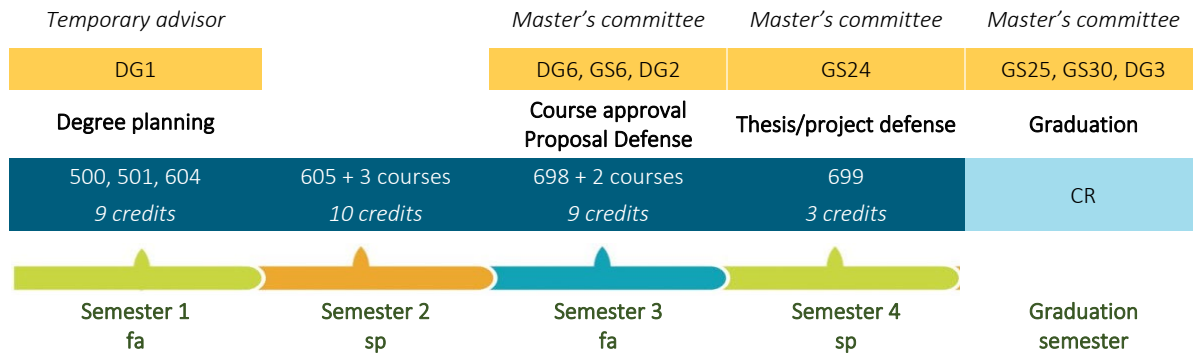 Temporary advisor
Master's committee
Master's committee
Master's committee
DG1
DG6, GS6, DG2
GS24
GS25, GS30, DG3
Degree planning
Course approval
Proposal Defense
Thesis/project defense
Graduation
500, 501, 604
9 credits
605 + 3 courses
10 credits
698 + 2 courses
9 credits
699
3 credits
CR
Semester 1
fa
Semester 2
sp
Semester 3
fa
Semester 4
sp
Graduation
semester